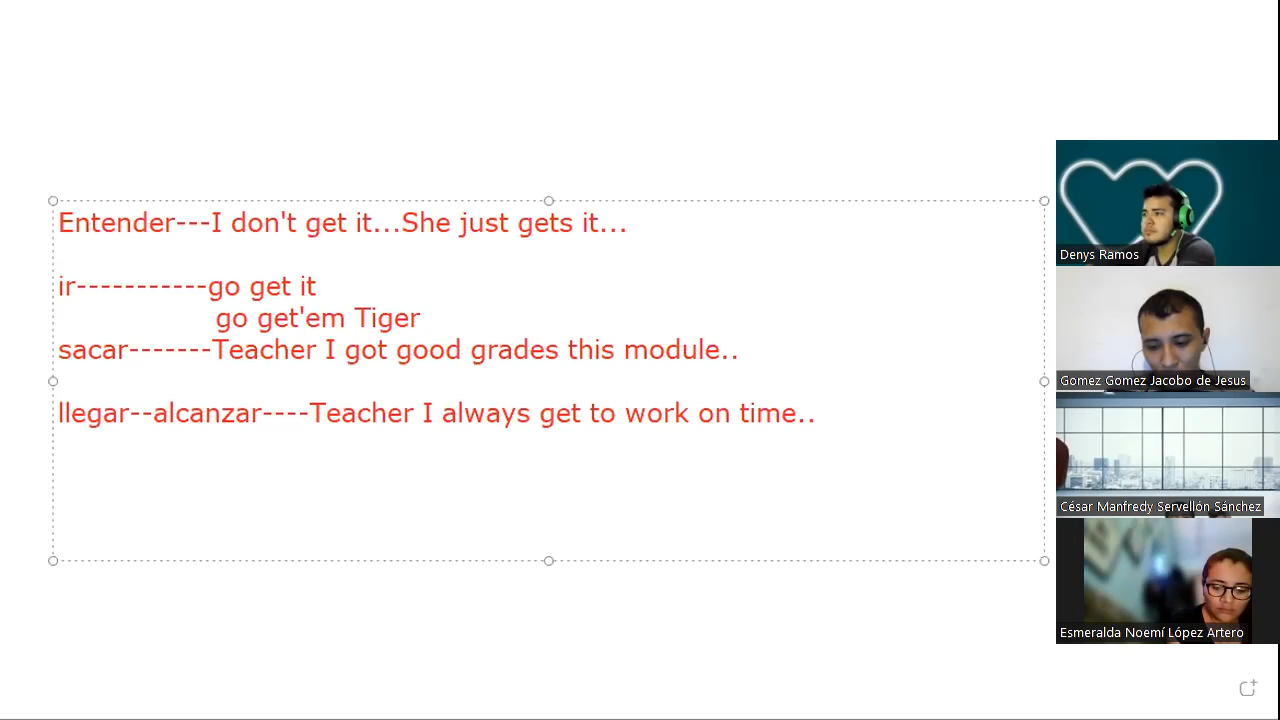 Entender---I don't get it...She just gets it...
ir-----------go get it
go get'em Tiger
sacar-------Teacher I got good grades this module..
llegar--alcanzar----Teacher I always get to work on time..
Denys Ramos
Gomez Gomez Jacobo de Jesus
César Manfredy Servellón Sánchez
Esmeralda Noemí López Artero